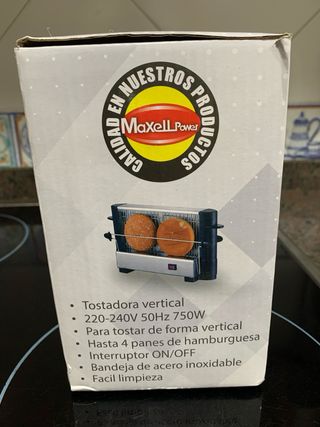 CALIDAD EN NUESTROS PRODUCTOS
MaxellPower
• Tostadora vertical
• 220-240V 50Hz 750W
• Para tostar de forma vertical
• Hasta 4 panes de hamburguesa
• Interruptor ON/OFF
• Bandeja de acero inoxidable
• Facil limpieza